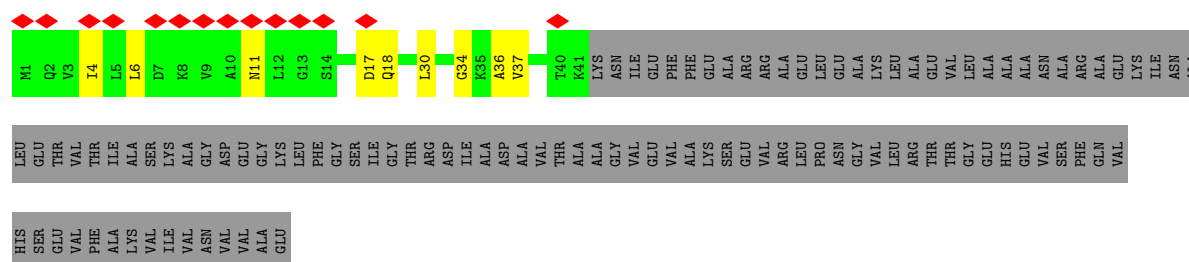 M1 Q2 V3 I4 L5 L6 D7 K8 V9 A10 N11 L12 G13 S14 D17 Q18 L30 G34 K35 A36 V37 T40 K41 LYS ASN ILE GLU PHE PHE GLU ALA ARG ARG ALA GLU LEU GLU ALA LYS LEU ALA GLU VAL LEU ALA ALA ALA ASN ALA ARG ALA GLU LYS ILE ASN
LEU GLU THR VAL THR ILE ALA SER LYS ALA GLY ASP GLU GLY LYS LEU PHE GLY SER ILE GLY THR ARG ASP ILE ALA ASP ALA VAL THR ALA ALA GLY VAL GLU VAL ALA LYS SER GLU VAL ARG LEU PRO ASN GLY VAL LEU ARG THR THR GLY GLU HIS GLU VAL SER PHE GLN VAL
HIS SER GLU VAL PHE ALA LYS VAL ILE VAL ASN VAL VAL ALA GLU